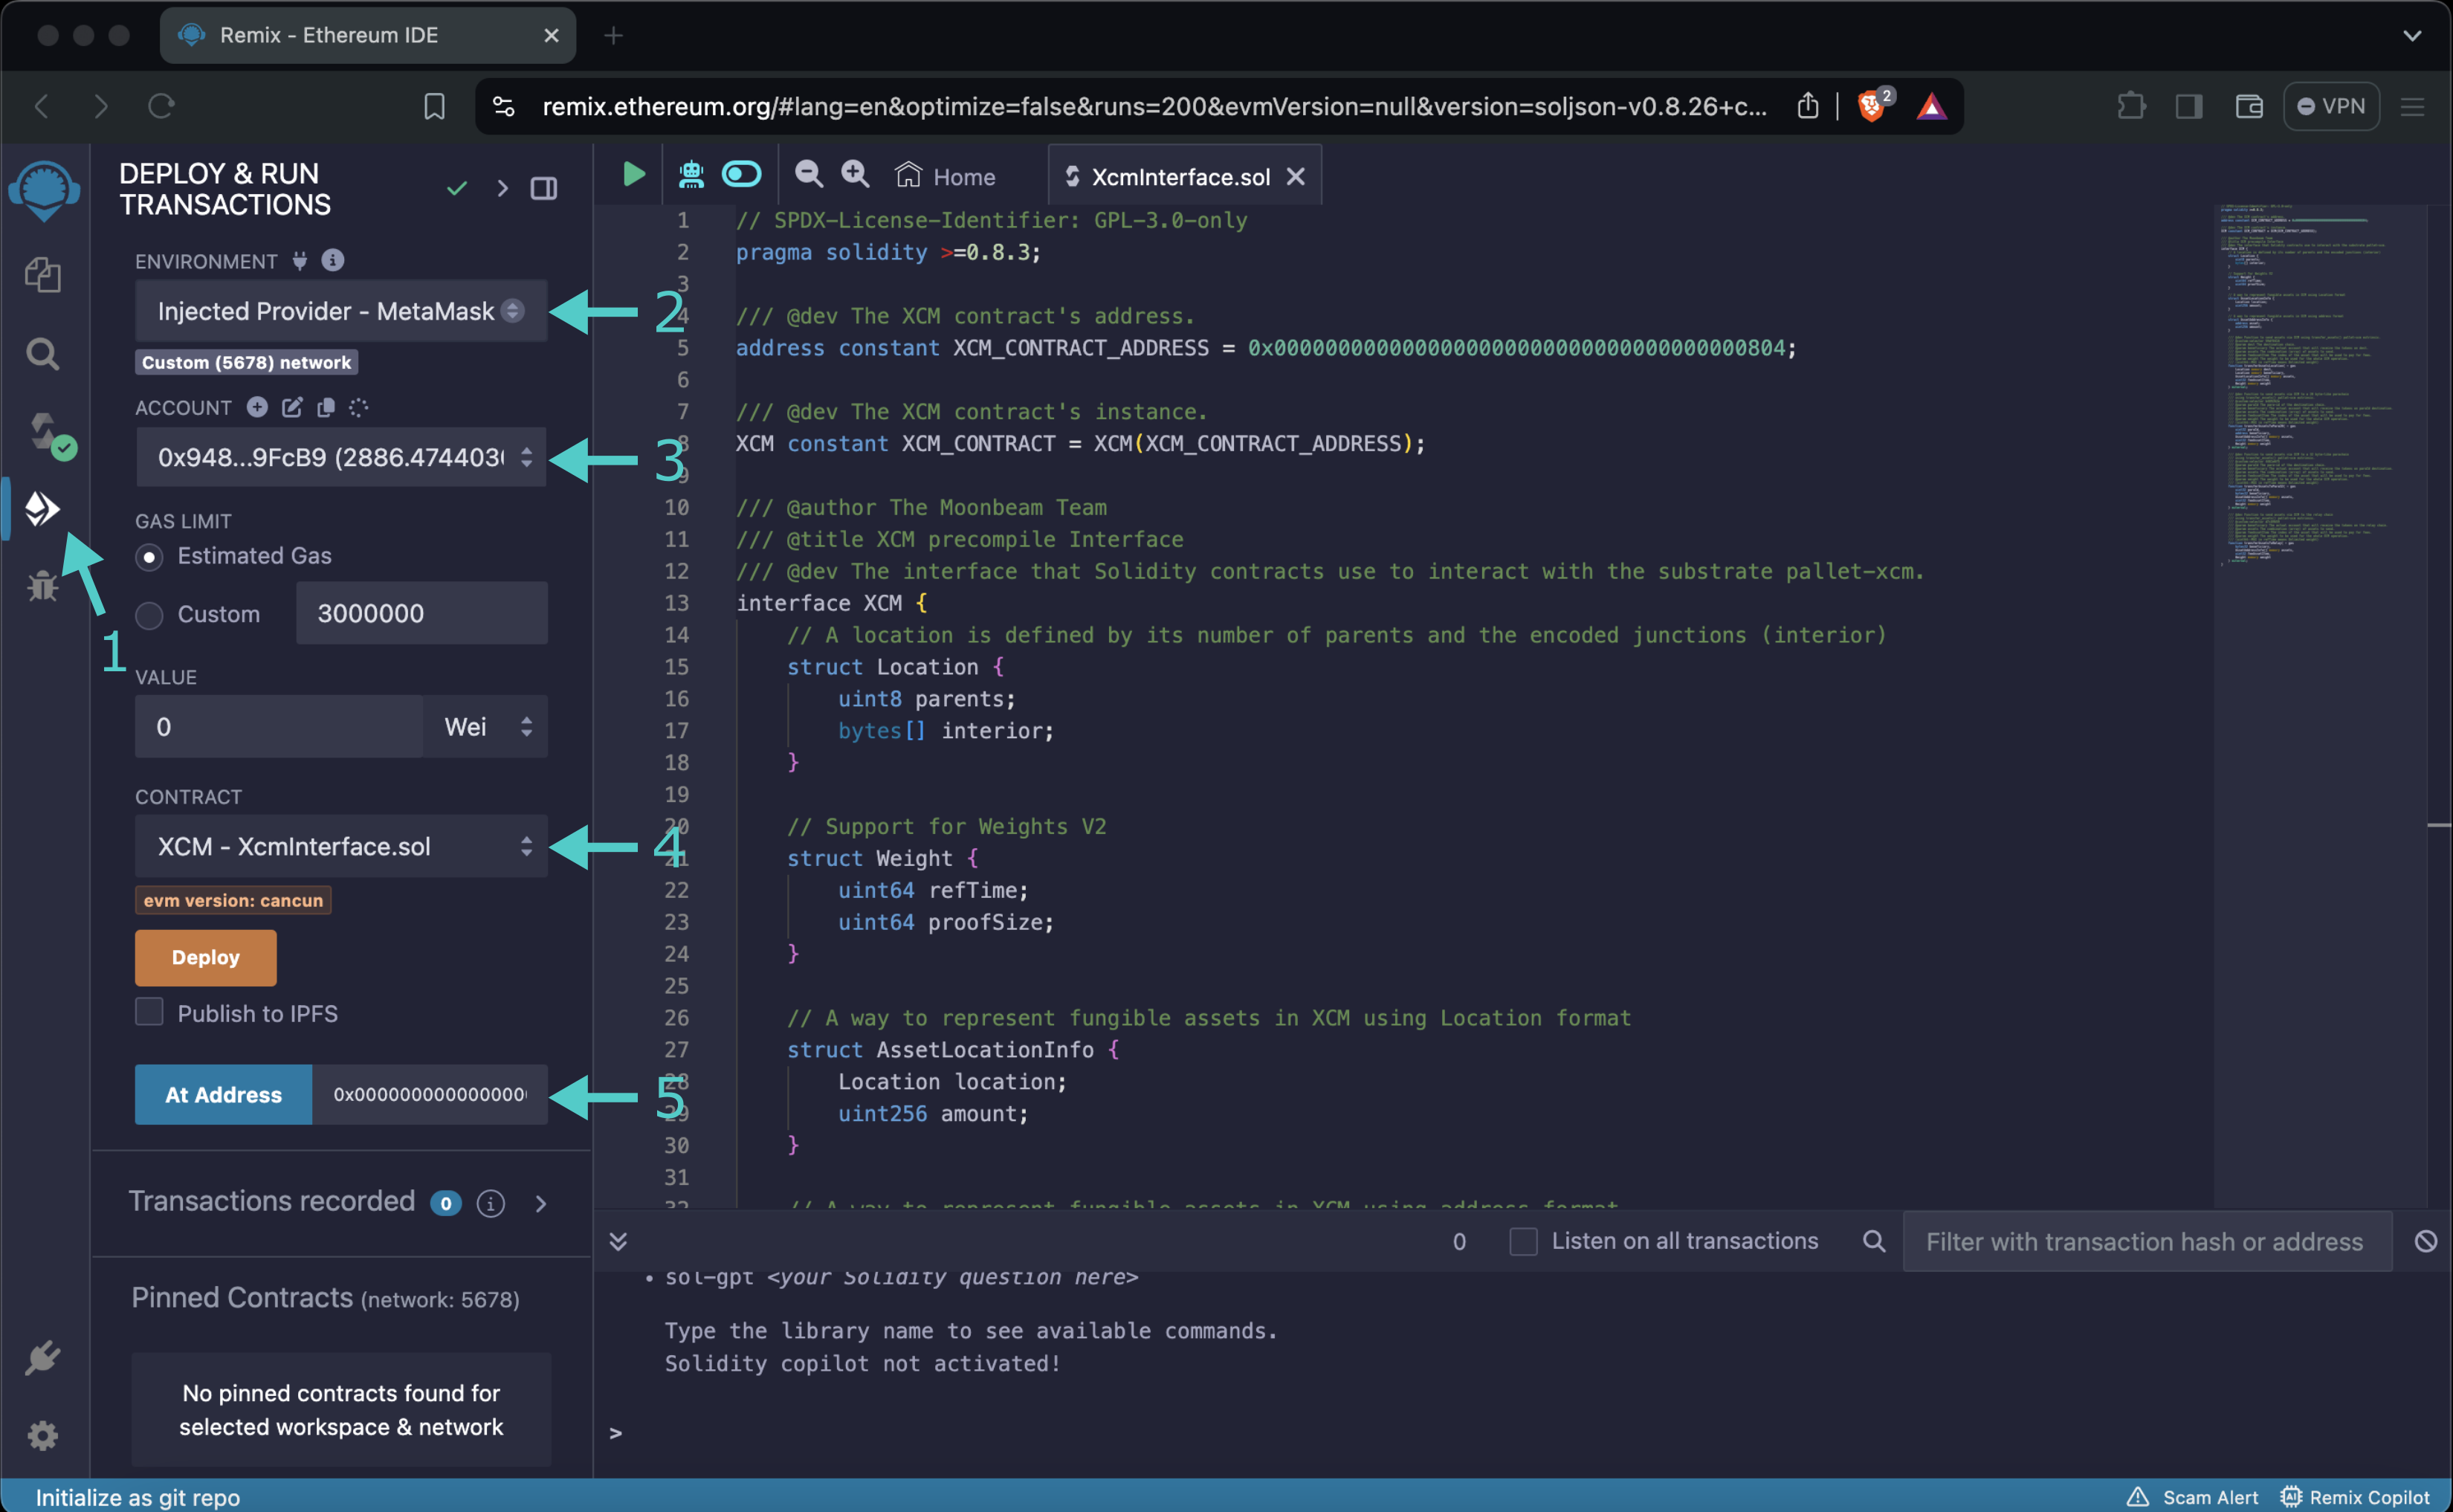 Remix - Ethereum IDE
remix.ethereum.org/#lang=en&optimize=false&runs=200&evmVersion=null&version=soljson-v0.8.26+c...
2
VPN
DEPLOY & RUN
TRANSACTIONS
ENVIRONMENT
Injected Provider - MetaMask
2
Custom (5678) network
ACCOUNT
0x948...9FcB9 (2886.474403
3
1
GAS LIMIT
Estimated Gas
Custom
3000000
VALUE
0
Wei
CONTRACT
XCM - XcmInterface.sol
4
evm version: cancun
Deploy
Publish to IPFS
At Address
0x000000000000000
5
Transactions recorded 0
Pinned Contracts (network: 5678)
No pinned contracts found for
selected workspace & network
Home
XcmInterface.sol
1 // SPDX-License-Identifier: GPL-3.0-only
2 pragma solidity >=0.8.3;
3
4 /// @dev The XCM contract's address.
5 address constant XCM_CONTRACT_ADDRESS = 0x0000000000000000000000000000000000000804;
6
7 /// @dev The XCM contract's instance.
8 XCM constant XCM_CONTRACT = XCM(XCM_CONTRACT_ADDRESS);
9
10 /// @author The Moonbeam Team
11 /// @title XCM precompile Interface
12 /// @dev The interface that Solidity contracts use to interact with the substrate pallet-xcm.
13 interface XCM {
14 // A location is defined by its number of parents and the encoded junctions (interior)
15 struct Location {
16 uint8 parents;
17 bytes[] interior;
18 }
19
20 // Support for Weights V2
21 struct Weight {
22 uint64 refTime;
23 uint64 proofSize;
24 }
25
26 // A way to represent fungible assets in XCM using Location format
27 struct AssetLocationInfo {
28 Location location;
29 uint256 amount;
30 }
31
32 // A way to represent fungible assets in XCM using address format
0
Listen on all transactions
Filter with transaction hash or address
• sol-gpt <your Solidity question here>
Type the library name to see available commands.
Solidity copilot not activated!
>
Initialize as git repo
Scam Alert
Remix Copilot